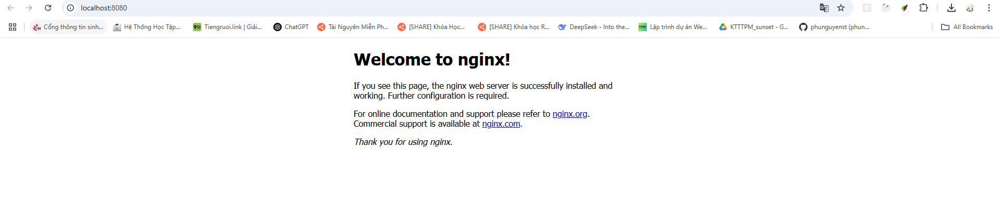 localhost:8080
Cổng thông tin sinh...
Hệ Thống Học Tập...
Tiengruoi.link | Giải...
ChatGPT
Tài Nguyên Miễn Ph...
[SHARE] Khóa Học...
[SHARE] Khóa học R...
DeepSeek - Into the...
Lập trình dự án We...
KTTTPM_sunset - G...
phunguyenst (phun...
All Bookmarks
Welcome to nginx!
If you see this page, the nginx web server is successfully installed and
working. Further configuration is required.
For online documentation and support please refer to nginx.org.
Commercial support is available at nginx.com.
Thank you for using nginx.